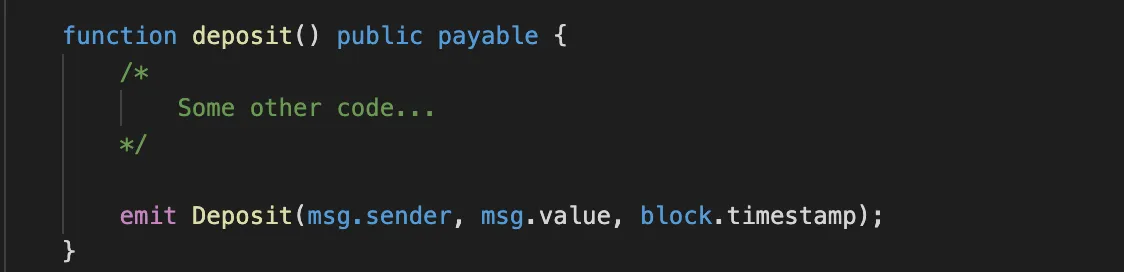 function deposit() public payable {
/*
Some other code...
*/
emit Deposit(msg.sender, msg.value, block.timestamp);
}